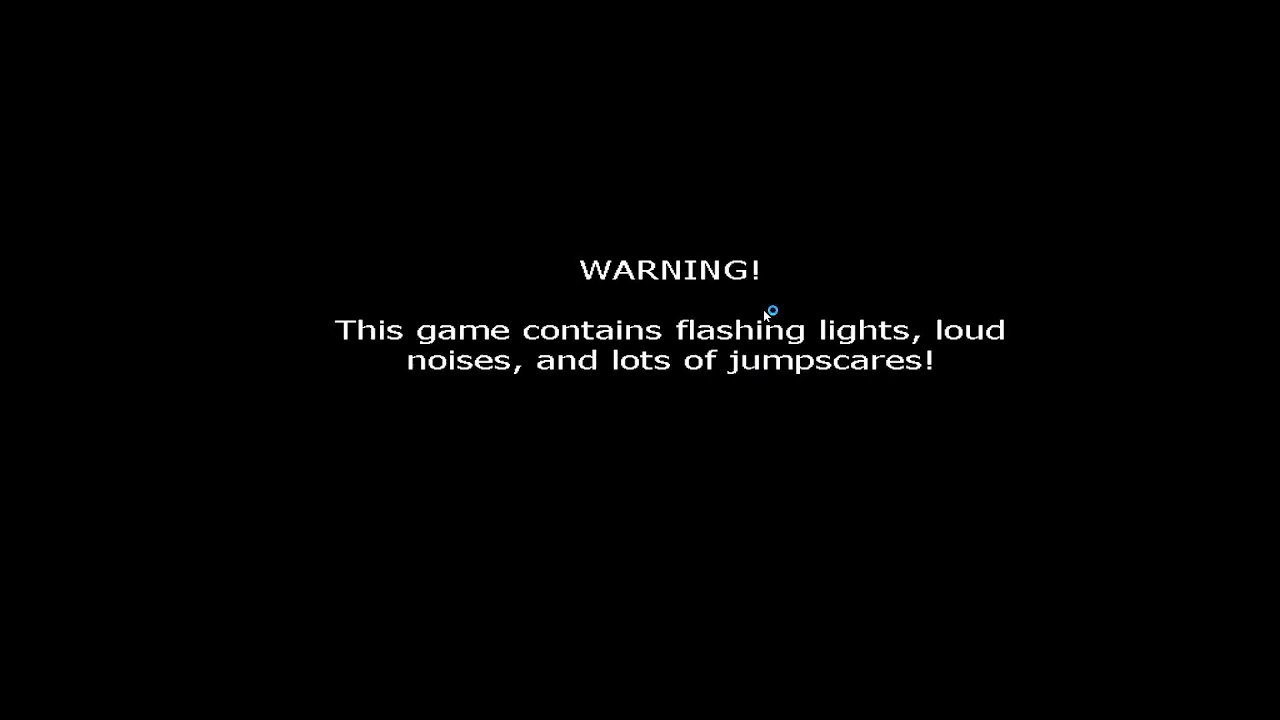 WARNING!
This game contains flashing lights, loud
noises, and lots of jumpscares!